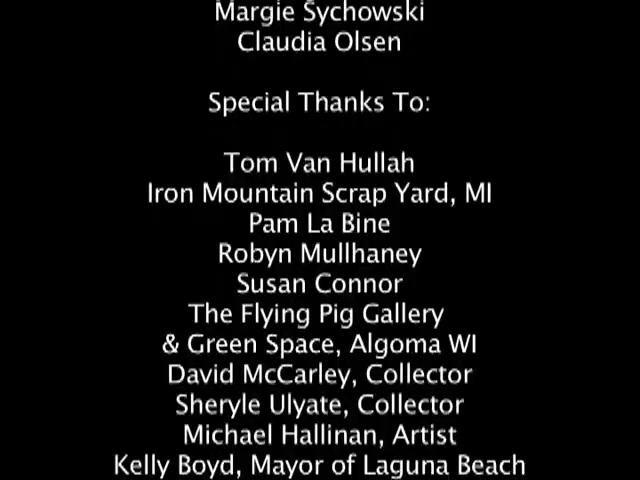 Margie Sychowski
Claudia Olsen
Special Thanks To:
Tom Van Hullah
Iron Mountain Scrap Yard, MI
Pam La Bine
Robyn Mullhaney
Susan Connor
The Flying Pig Gallery
& Green Space, Algoma WI
David McCarley, Collector
Sheryle Ulyate, Collector
Michael Hallinan, Artist
Kelly Boyd, Mayor of Laguna Beach